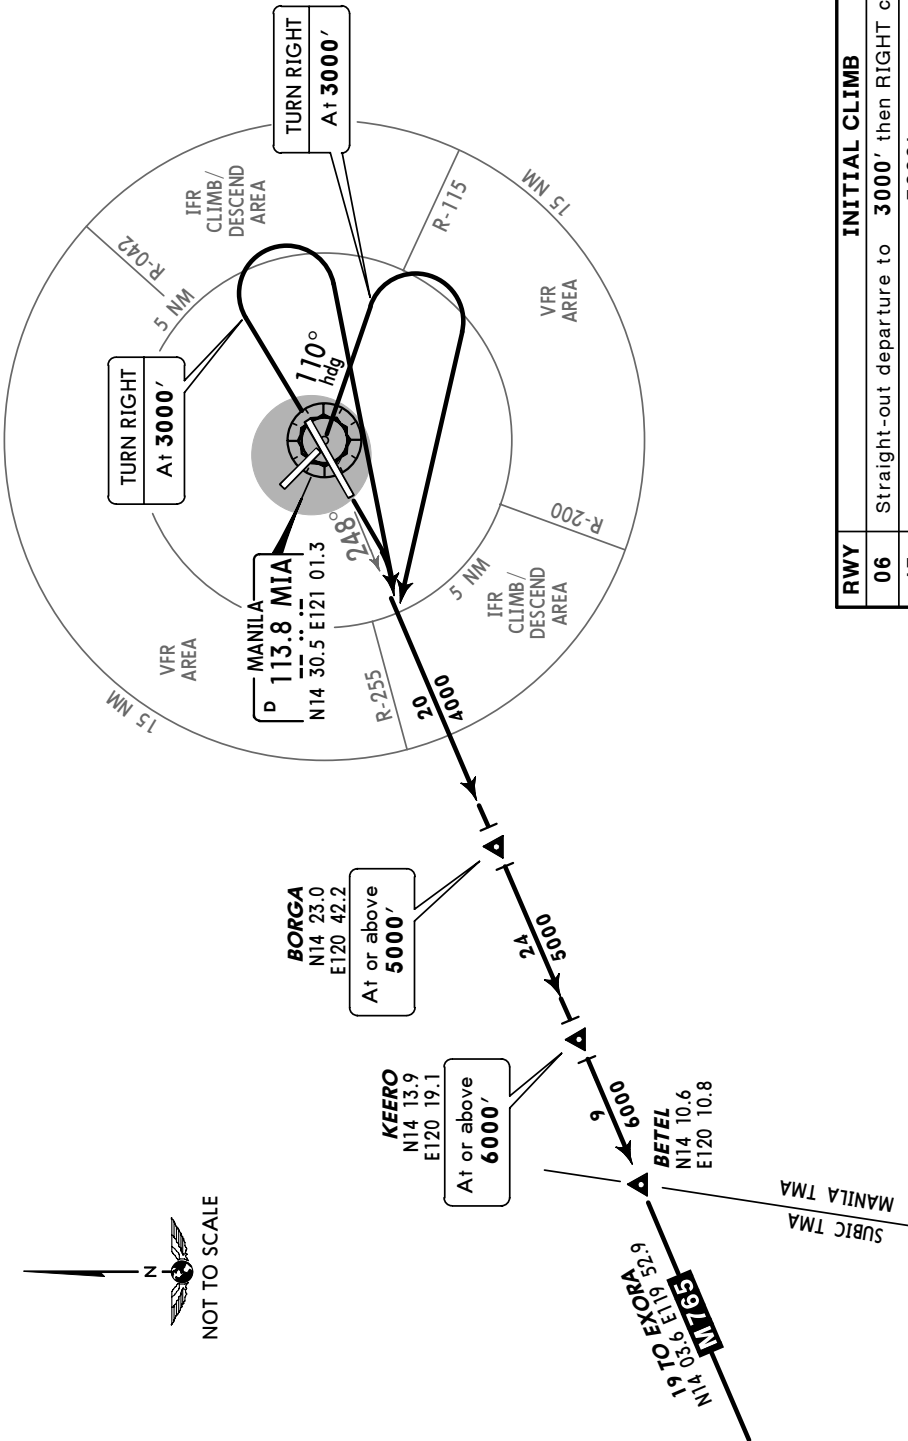 TURN RIGHT
At 3000'
TURN RIGHT
At 3000'
IFR
CLIMB/
DESCEND
AREA
R-042
5 NM
R-115
15 NM
VFR
AREA
110°
hdg
MANILA
D 113.8 MIA
N14 30.5 E121 01.3
248°
R-200
5 NM
IFR
CLIMB/
DESCEND
AREA
VFR
AREA
15 NM
R-255
20
4000
BORGA
N14 23.0
E120 42.2
At or above
5000'
24
5000
KEERO
N14 13.9
E120 19.1
At or above
6000'
9
6000
BETEL
N14 10.6
E120 10.8
MANILA TMA
SUBIC TMA
19 TO EXORA
N14 03.6 E119 52.9
M765
N
NOT TO SCALE
RWY INITIAL CLIMB
06 Straight-out departure to 3000' then RIGHT